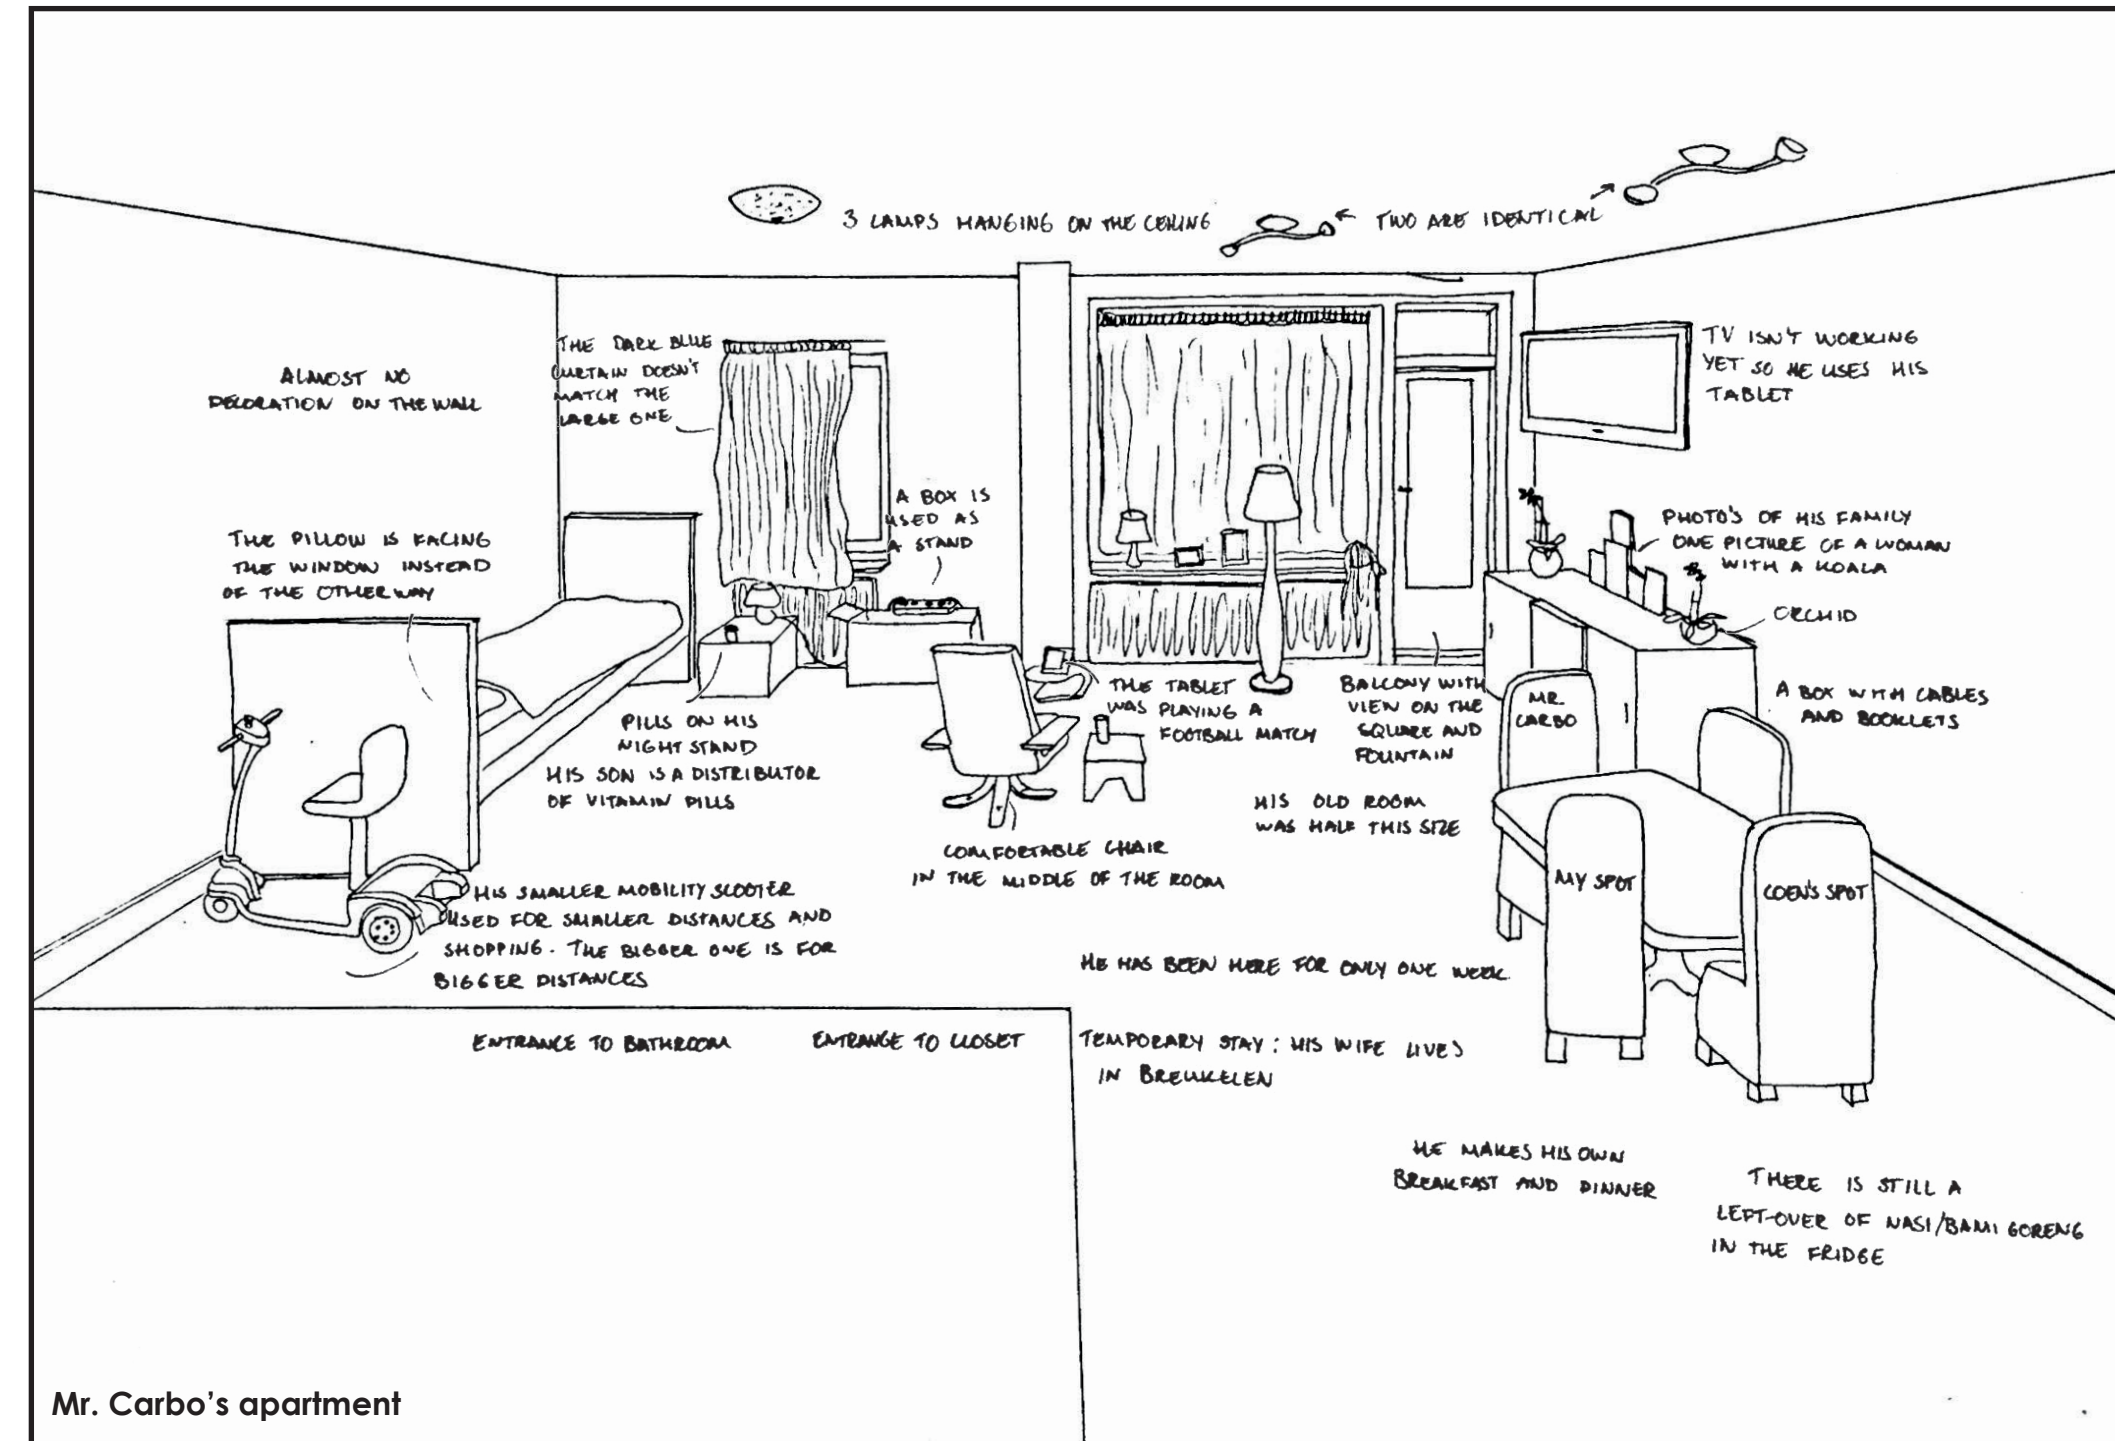 3 LAMPS HANGING ON THE CEILING
TWO ARE IDENTICAL
ALMOST NO
DECORATION ON THE WALL
THE DARK BLUE
CURTAIN DOESN'T
MATCH THE
LARGE ONE
TV ISN'T WORKING
YET SO HE USES HIS
TABLET
A BOX IS
USED AS
A STAND
THE PILLOW IS FACING
THE WINDOW INSTEAD
OF THE OTHER WAY
PHOTO'S OF HIS FAMILY
ONE PICTURE OF A WOMAN
WITH A KOALA
ORCHID
PILLS ON HIS
NIGHT STAND
HIS SON IS A DISTRIBUTOR
OF VITAMIN PILLS
THE TABLET
WAS PLAYING A
FOOTBALL MATCH
BALCONY WITH
VIEW ON THE
SQUARE AND
FOUNTAIN
MR.
CARBO
A BOX WITH CABLES
AND BOOKLETS
HIS OLD ROOM
WAS HALF THIS SIZE
COMFORTABLE CHAIR
IN THE MIDDLE OF THE ROOM
MY SPOT
COEN'S SPOT
HIS SMALLER MOBILITY SCOOTER
USED FOR SMALLER DISTANCES AND
SHOPPING. THE BIGGER ONE IS FOR
BIGGER DISTANCES
HE HAS BEEN HERE FOR ONLY ONE WEEK.
ENTRANCE TO BATHROOM
ENTRANCE TO CLOSET
TEMPORARY STAY: HIS WIFE LIVES
IN BREUKELEN
HE MAKES HIS OWN
BREAKFAST AND DINNER
THERE IS STILL A
LEFT-OVER OF NASI/BAMI GORENG
IN THE FRIDGE
Mr. Carbo's apartment